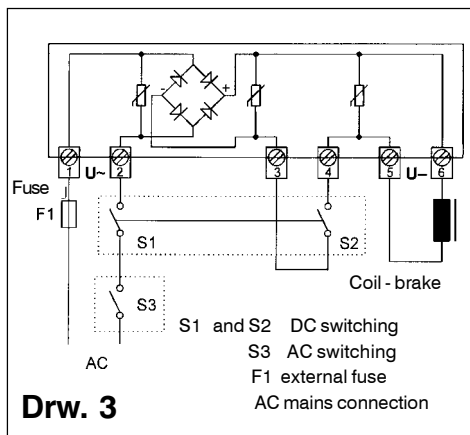 - +
1 U~ 2 3 4 5 U– 6
Fuse
F1
S1 S2
Coil - brake
S3
S1 and S2 DC switching
S3 AC switching
AC
F1 external fuse
AC mains connection
Drw. 3